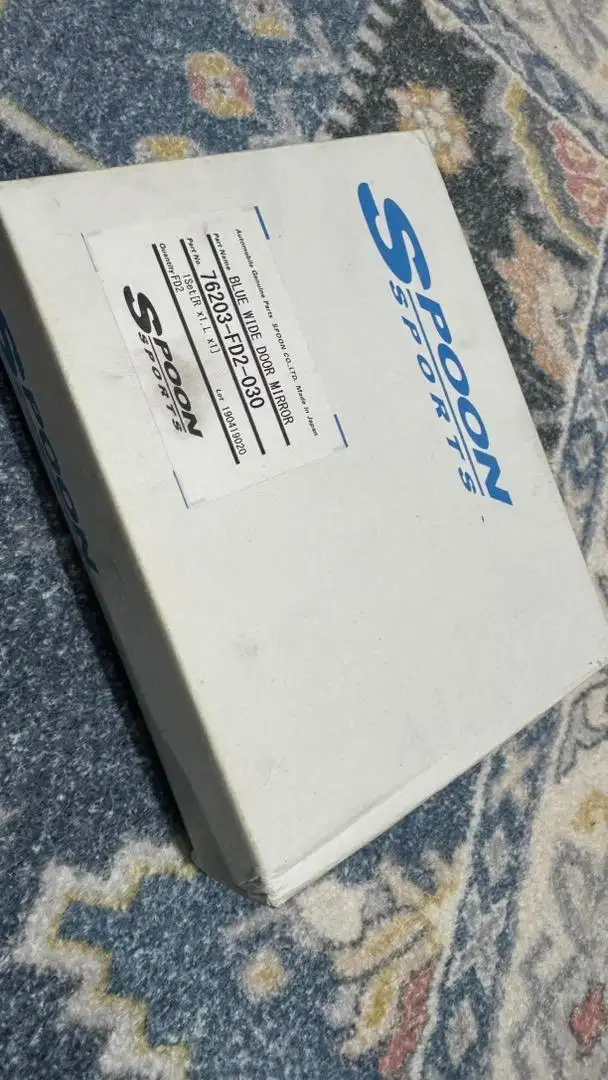 SPOON
SPORTS
Automobile Genuine Parts SPOON CO.,LTD. Made in Japan
Part Name BLUE WIDE DOOR MIRROR
Part No. 76203-FD2-030
1Set[R x1,L x1] Lot 190419020
Quantity FD2
SPOON
SPORTS
SPOON